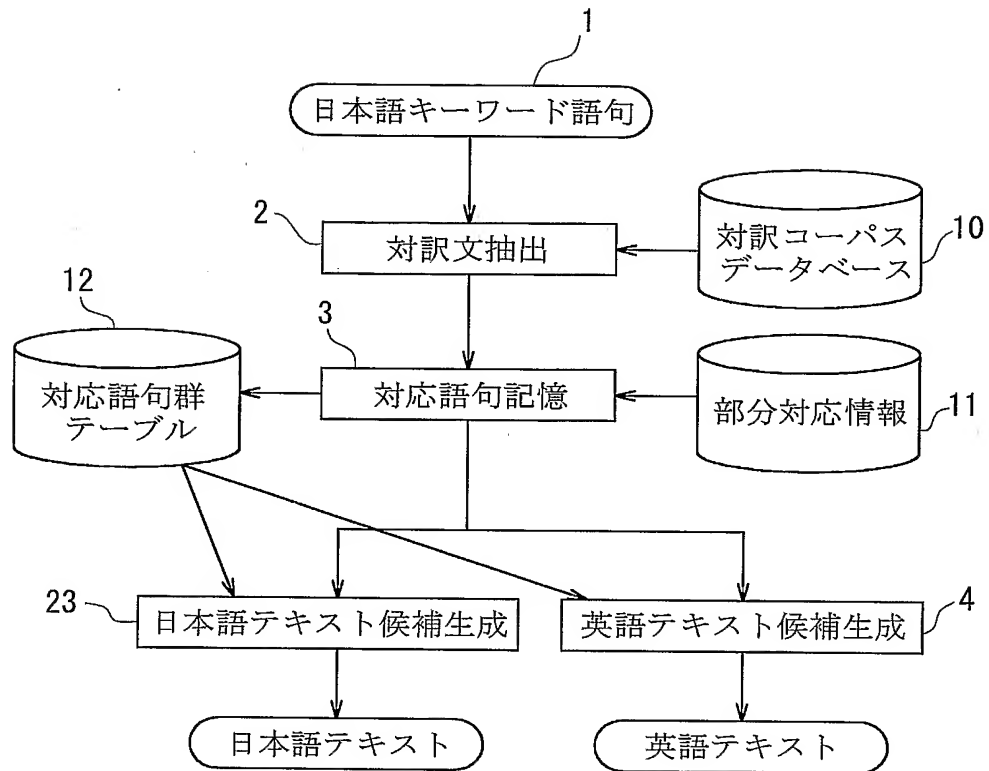 1
日本語キーワード語句
2
対訳文抽出
対訳コーパス
データベース
10
12
3
対応語句群
テーブル
対応語句記憶
部分対応情報
11
23
日本語テキスト候補生成
英語テキスト候補生成
4
日本語テキスト
英語テキスト